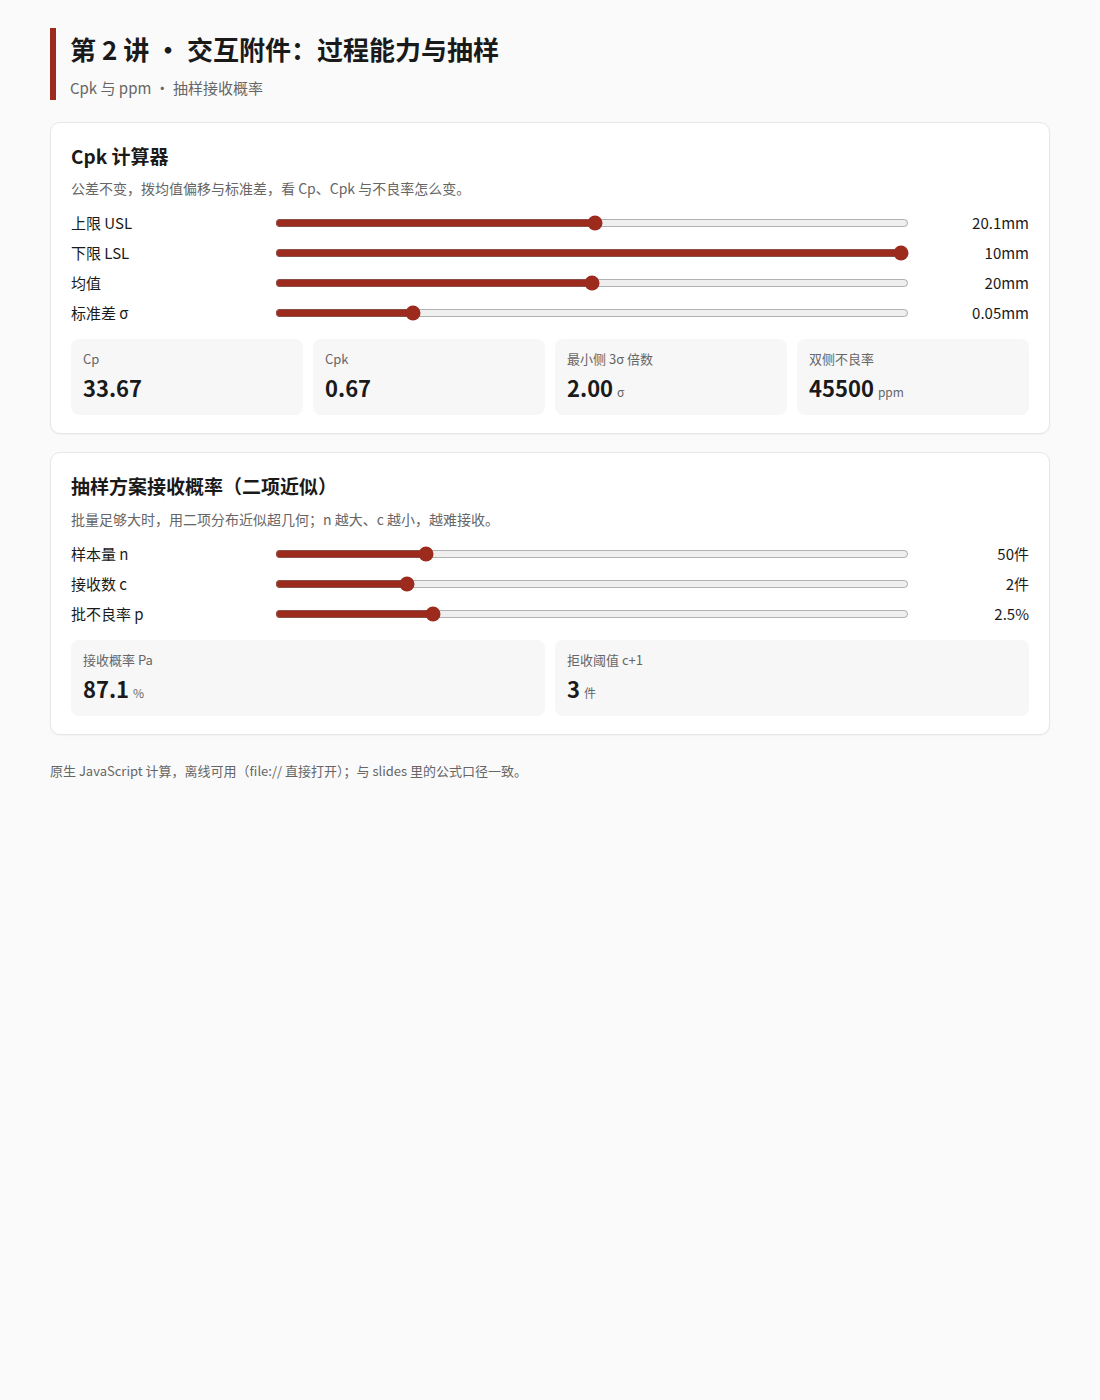 第 2 讲 · 交互附件：过程能力与抽样
Cpk 与 ppm · 抽样接收概率
Cpk 计算器
公差不变，拨均值偏移与标准差，看 Cp、Cpk 与不良率怎么变。
上限 USL 20.1mm
下限 LSL 10mm
均值 20mm
标准差 σ 0.05mm
Cp Cpk 最小侧 3σ 倍数 双侧不良率
33.67 0.67 2.00 σ 45500 ppm
抽样方案接收概率（二项近似）
批量足够大时，用二项分布近似超几何；n 越大、c 越小，越难接收。
样本量 n 50件
接收数 c 2件
批不良率 p 2.5%
接收概率 Pa 拒收阈值 c+1
87.1 % 3 件
原生 JavaScript 计算，离线可用（file:// 直接打开）；与 slides 里的公式口径一致。